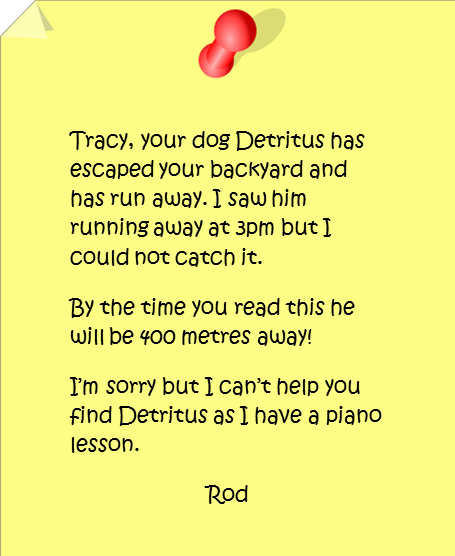 Tracy, your dog Detritus has
escaped your backyard and
has run away. I saw him
running away at 3pm but I
could not catch it.
By the time you read this he
will be 400 metres away!
I'm sorry but I can't help you
find Detritus as I have a piano
lesson.
Rod